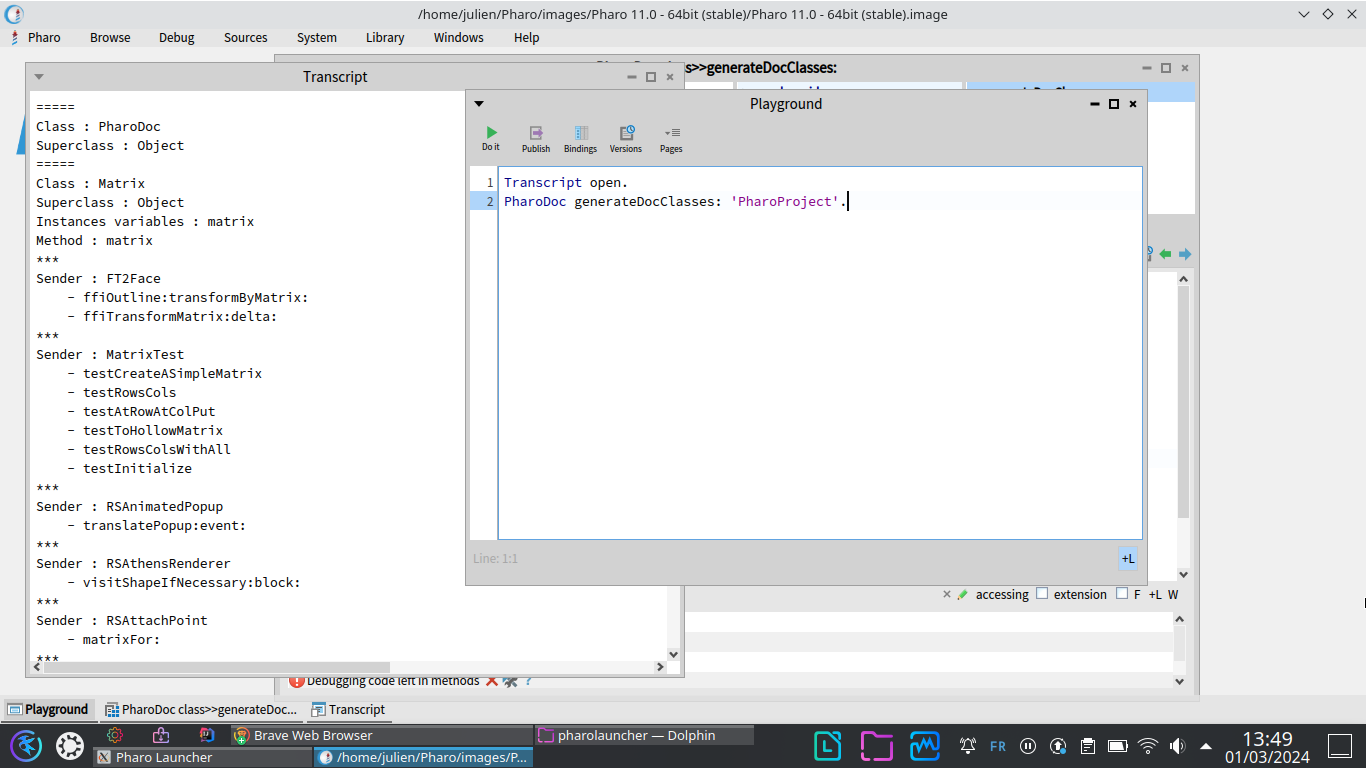 /home/julien/Pharo/images/Pharo 11.0 - 64bit (stable)/Pharo 11.0 - 64bit (stable).image
Pharo Browse Debug Sources System Library Windows Help
s>>generateDocClasses:
Transcript
=====
Class : PharoDoc
Superclass : Object
=====
Class : Matrix
Superclass : Object
Instances variables : matrix
Method : matrix
***
Sender : FT2Face
- ffiOutline:transformByMatrix:
- ffiTransformMatrix:delta:
***
Sender : MatrixTest
- testCreateASimpleMatrix
- testRowsCols
- testAtRowAtColPut
- testToHollowMatrix
- testRowsColsWithAll
- testInitialize
***
Sender : RSAnimatedPopup
- translatePopup:event:
***
Sender : RSAthensRenderer
- visitShapeIfNecessary:block:
***
Sender : RSAttachPoint
- matrixFor:
***
Playground
Do it Publish Bindings Versions Pages
1 Transcript open.
2 PharoDoc generateDocClasses: 'PharoProject'.
Line: 1:1 +L
accessing extension F +L W
Debugging code left in methods ?
Playground PharoDoc class>>generateDoc... Transcript
Brave Web Browser pharolauncher — Dolphin
Pharo Launcher /home/julien/Pharo/images/P...
FR
13:49
01/03/2024